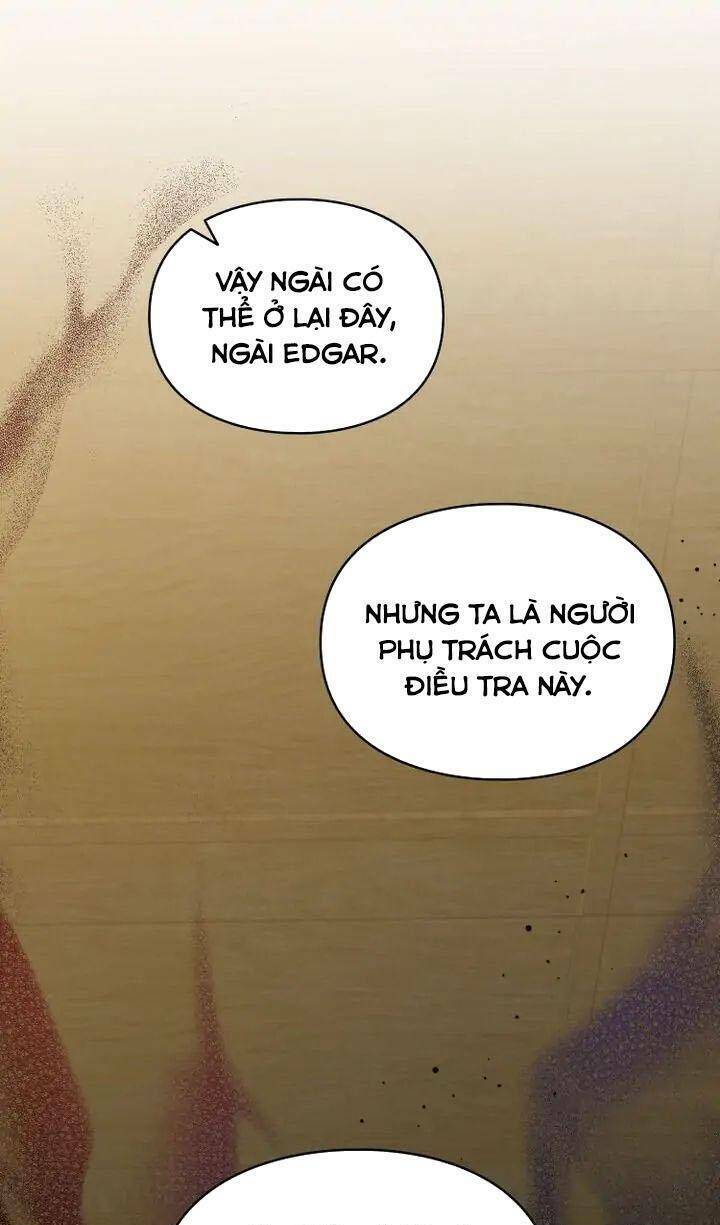 VẬY NGÀI CÓ
THỂ Ở LẠI ĐÂY,
NGÀI EDGAR.
NHƯNG TA LÀ NGƯỜI
PHỤ TRÁCH CUỘC
ĐIỀU TRA NÀY.